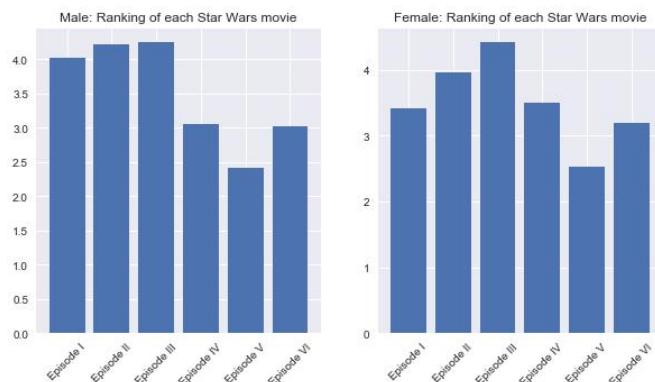 Male: Ranking of each Star Wars movie
4.0
3.5
3.0
2.5
2.0
1.5
1.0
0.5
0.0
Episode I
Episode II
Episode III
Episode IV
Episode V
Episode VI
Female: Ranking of each Star Wars movie
4
3
2
1
0
Episode I
Episode II
Episode III
Episode IV
Episode V
Episode VI